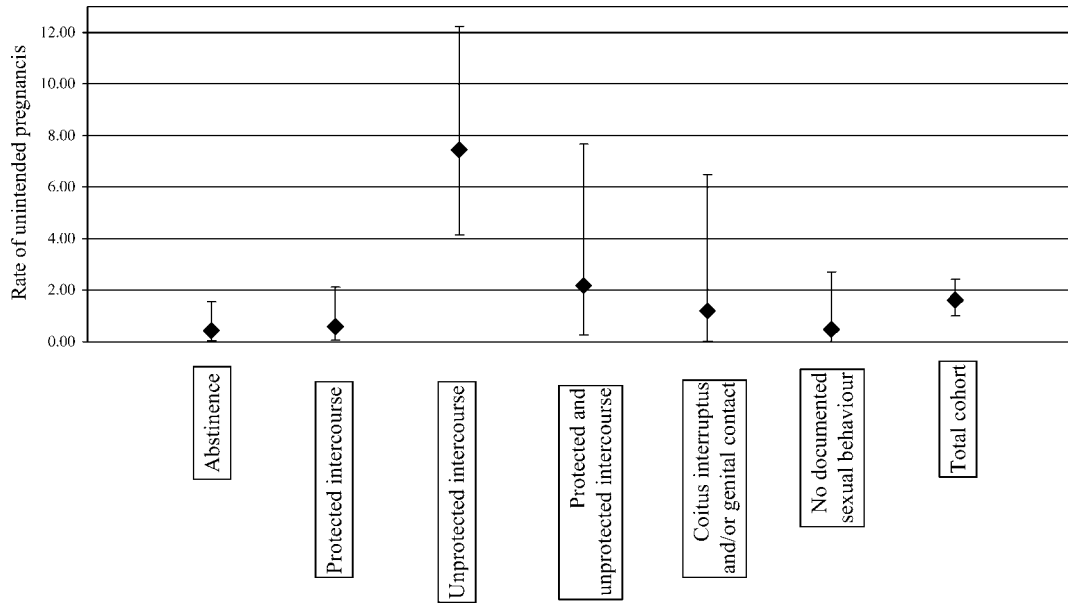 Rate of unintended pregnancis
12.00
10.00
8.00
6.00
4.00
2.00
0.00
Abstinence
Protected intercourse
Unprotected intercourse
Protected and
unprotected intercourse
Coitus interruptus
and/or genital contact
No documented
sexual behaviour
Total cohort